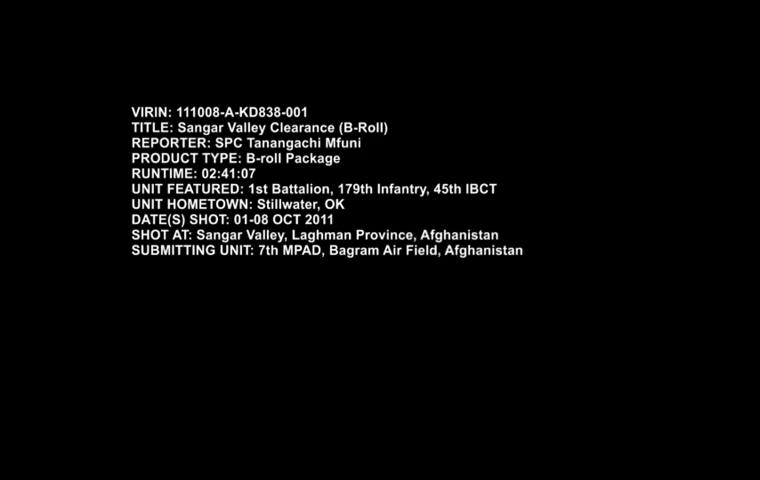 VIRIN: 111008-A-KD838-001
TITLE: Sangar Valley Clearance (B-Roll)
REPORTER: SPC Tanangachi Mfuni
PRODUCT TYPE: B-roll Package
RUNTIME: 02:41:07
UNIT FEATURED: 1st Battalion, 179th Infantry, 45th IBCT
UNIT HOMETOWN: Stillwater, OK
DATE(S) SHOT: 01-08 OCT 2011
SHOT AT: Sangar Valley, Laghman Province, Afghanistan
SUBMITTING UNIT: 7th MPAD, Bagram Air Field, Afghanistan